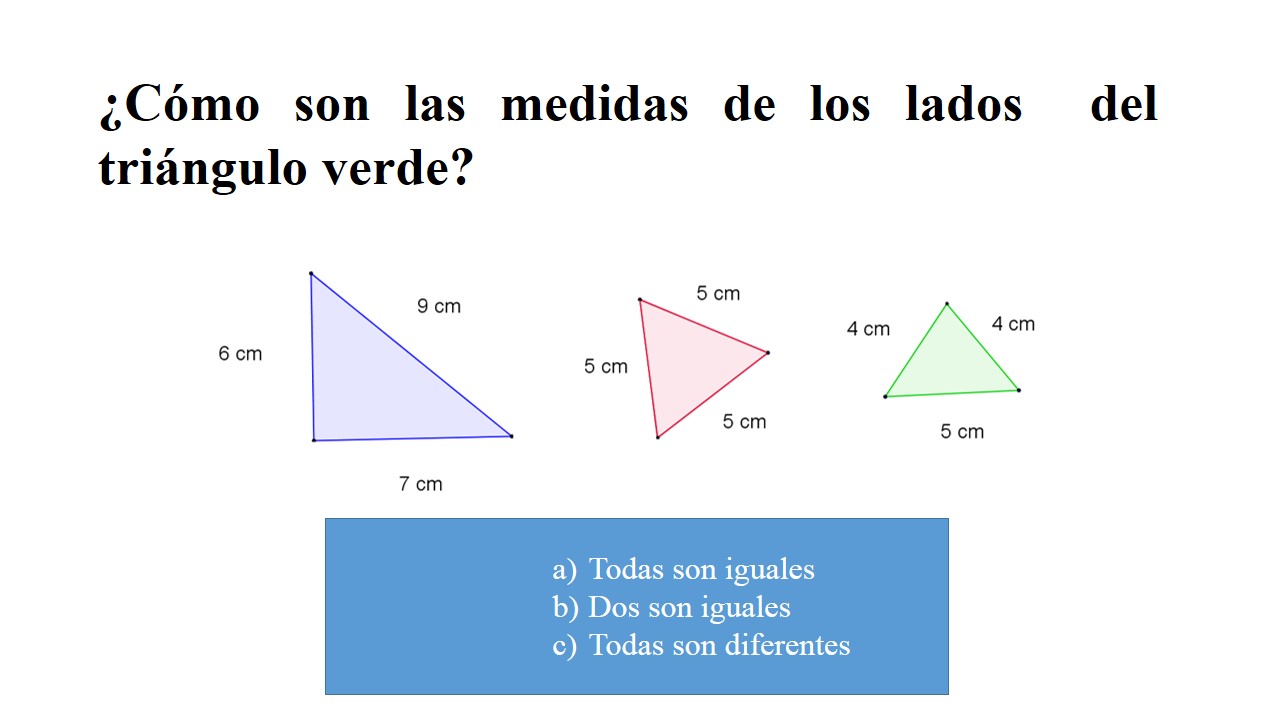 ¿Cómo son las medidas de los lados del
triángulo verde?
9 cm
6 cm
7 cm
5 cm
5 cm
5 cm
4 cm
4 cm
5 cm
a) Todas son iguales
b) Dos son iguales
c) Todas son diferentes